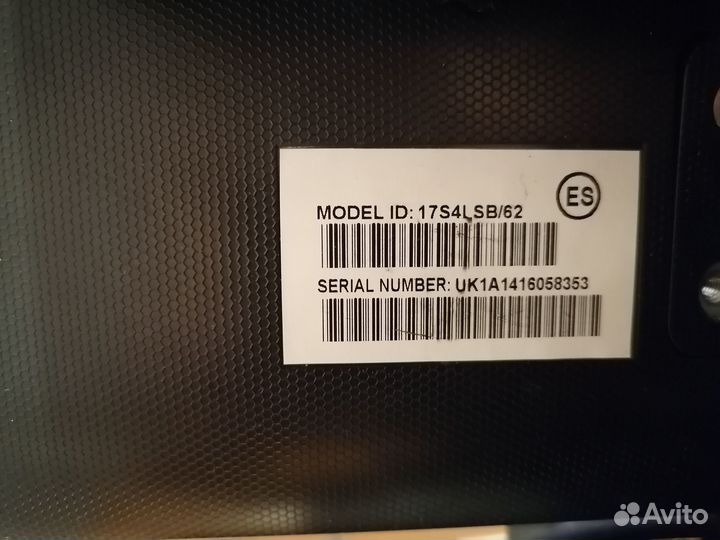 ES
MODEL ID: 17S4LSB/62
SERIAL NUMBER: UK1A1416058353
Avito